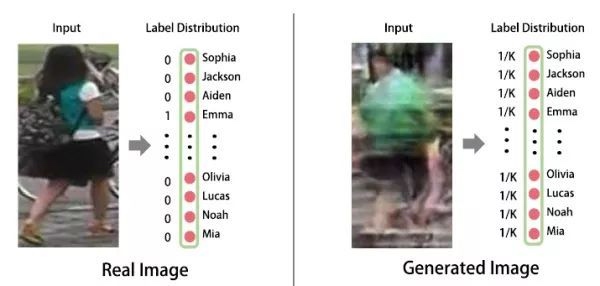 Input
Label Distribution
0 Sophia
0 Jackson
0 Aiden
1 Emma
0 Olivia
0 Lucas
0 Noah
0 Mia
Real Image
Input
Label Distribution
1/K Sophia
1/K Jackson
1/K Aiden
1/K Emma
1/K Olivia
1/K Lucas
1/K Noah
1/K Mia
Generated Image